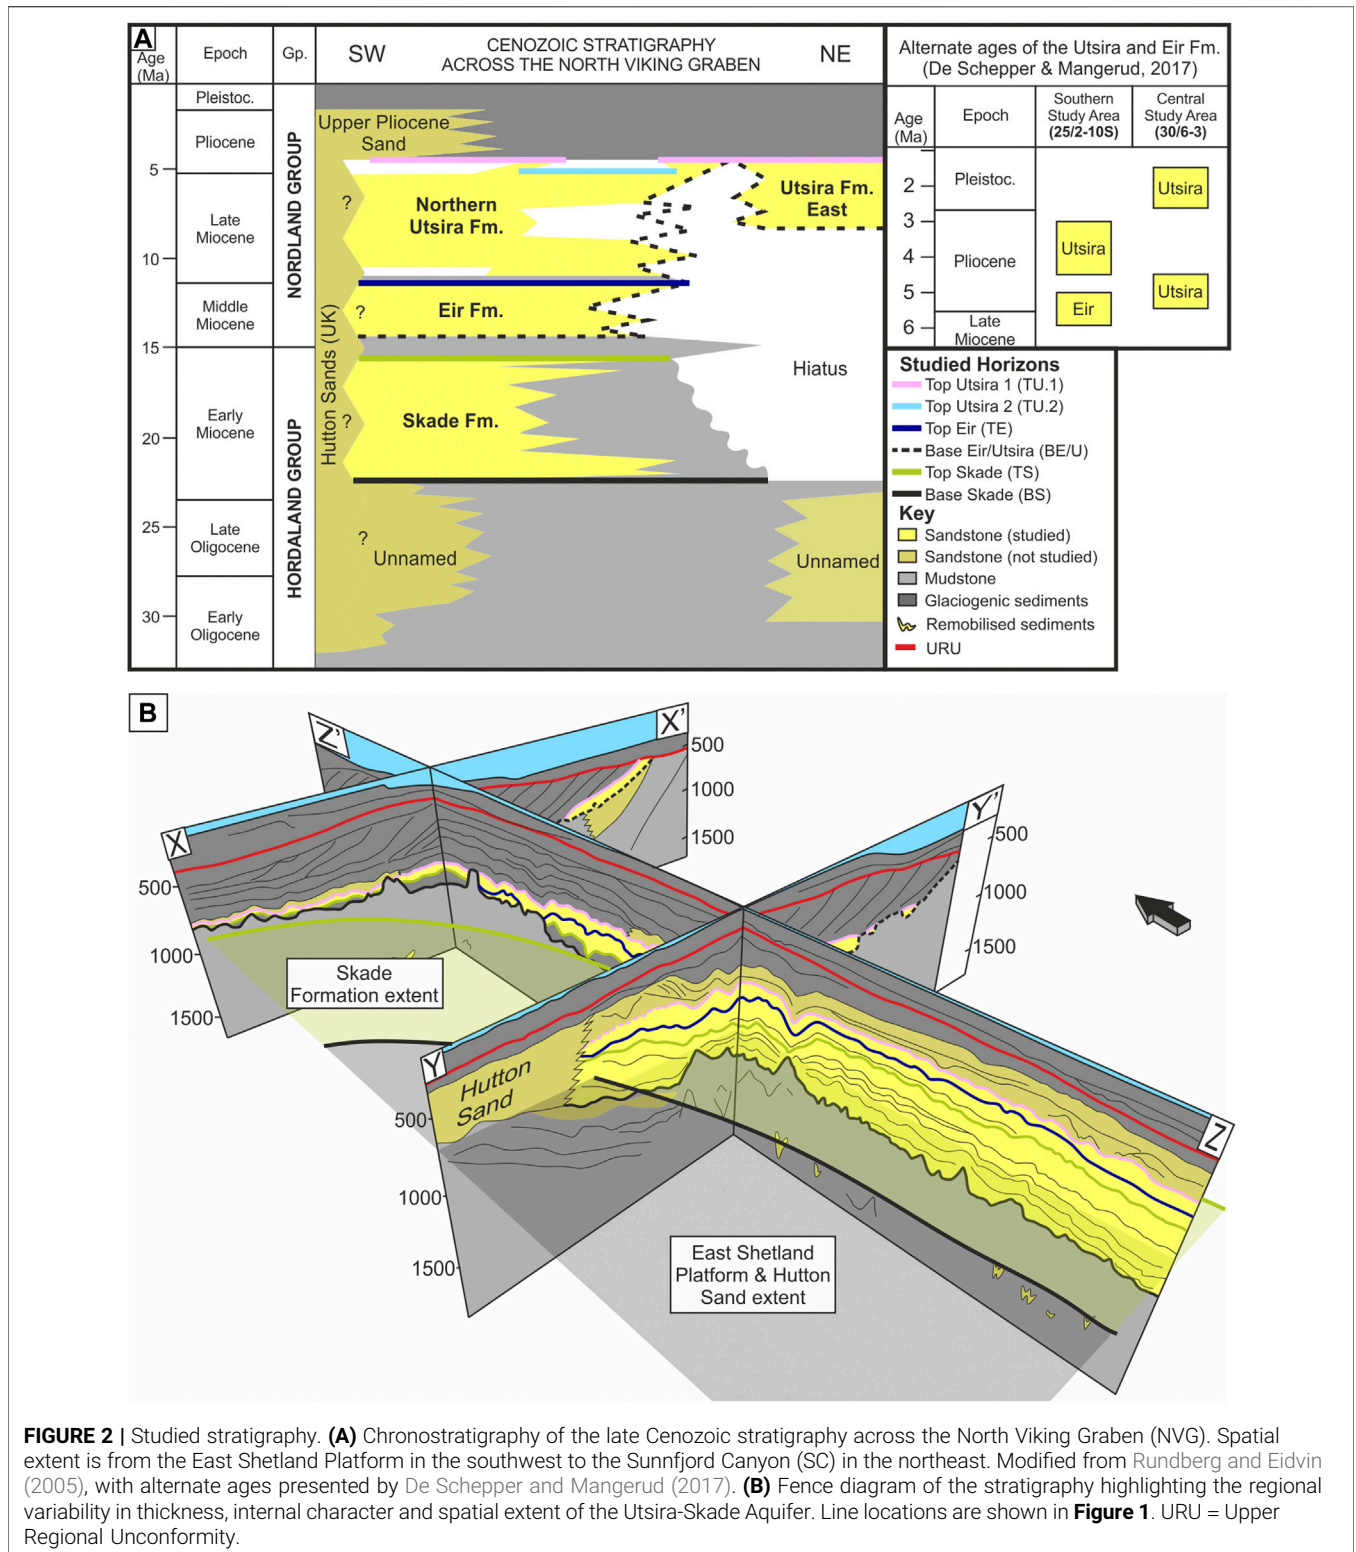 A
Age
(Ma)
Epoch
Gp.
SW
CENOZOIC STRATIGRAPHY
ACROSS THE NORTH VIKING GRABEN
NE
Pleistoc.
Pliocene
Late
Miocene
Middle
Miocene
Early
Miocene
Late
Oligocene
Early
Oligocene
5
10
15
20
25
30
NORDLAND GROUP
HORDALAND GROUP
Hutton Sands (UK)
Upper Pliocene
Sand
?
Northern
Utsira Fm.
Utsira Fm.
East
?
Eir Fm.
Hiatus
?
Skade Fm.
?
Unnamed
Unnamed
Alternate ages of the Utsira and Eir Fm.
(De Schepper & Mangerud, 2017)
Age
(Ma)
Epoch
Southern
Study Area
(25/2-10S)
Central
Study Area
(30/6-3)
2
3
4
5
6
Pleistoc.
Pliocene
Late
Miocene
Utsira
Utsira
Utsira
Eir
Studied Horizons
Top Utsira 1 (TU.1)
Top Utsira 2 (TU.2)
Top Eir (TE)
Base Eir/Utsira (BE/U)
Top Skade (TS)
Base Skade (BS)
Key
Sandstone (studied)
Sandstone (not studied)
Mudstone
Glaciogenic sediments
Remobilised sediments
URU
B
Z'
X'
500
1000
1500
X
500
1000
1500
Y'
500
1000
1500
Skade
Formation extent
Y
Hutton
Sand
500
1000
1500
Z
East Shetland
Platform & Hutton
Sand extent
FIGURE 2 | Studied stratigraphy. (A) Chronostratigraphy of the late Cenozoic stratigraphy across the North Viking Graben (NVG). Spatial
extent is from the East Shetland Platform in the southwest to the Sunnfjord Canyon (SC) in the northeast. Modified from Rundberg and Eidvin
(2005), with alternate ages presented by De Schepper and Mangerud (2017). (B) Fence diagram of the stratigraphy highlighting the regional
variability in thickness, internal character and spatial extent of the Utsira-Skade Aquifer. Line locations are shown in Figure 1. URU = Upper
Regional Unconformity.